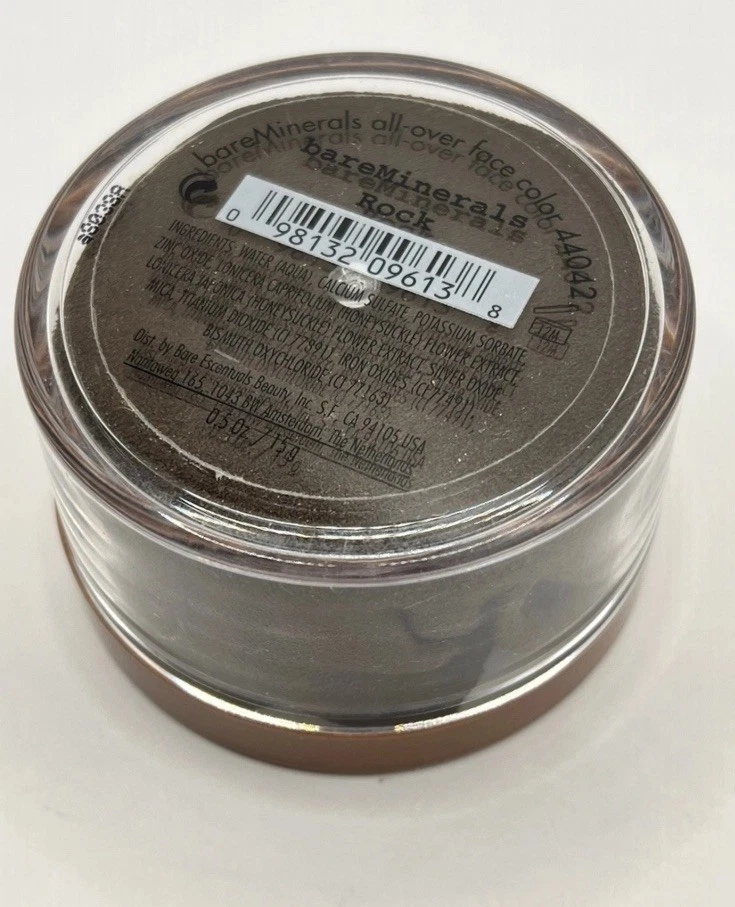 bareMinerals all-over face color A4042
bareMinerals
Rock
0 98132 09613 8
INGREDIENTS: WATER (AQUA), CALCIUM SULFATE, POTASSIUM SORBATE,
ZINC OXIDE, LONICERA CAPRIFOLIUM (HONEYSUCKLE) FLOWER EXTRACT,
LONICERA JAPONICA (HONEYSUCKLE) FLOWER EXTRACT, SILVER OXIDE,
MICA, TITANIUM DIOXIDE (CI 77891), IRON OXIDES (CI 77491),
BISMUTH OXYCHLORIDE (CI 77163)
Dist. by Bare Escentuals Beauty, Inc. S.F. CA 94105 USA
165, 1043 BW Amsterdam, The Netherlands
0.5 Oz / 15 g
12M